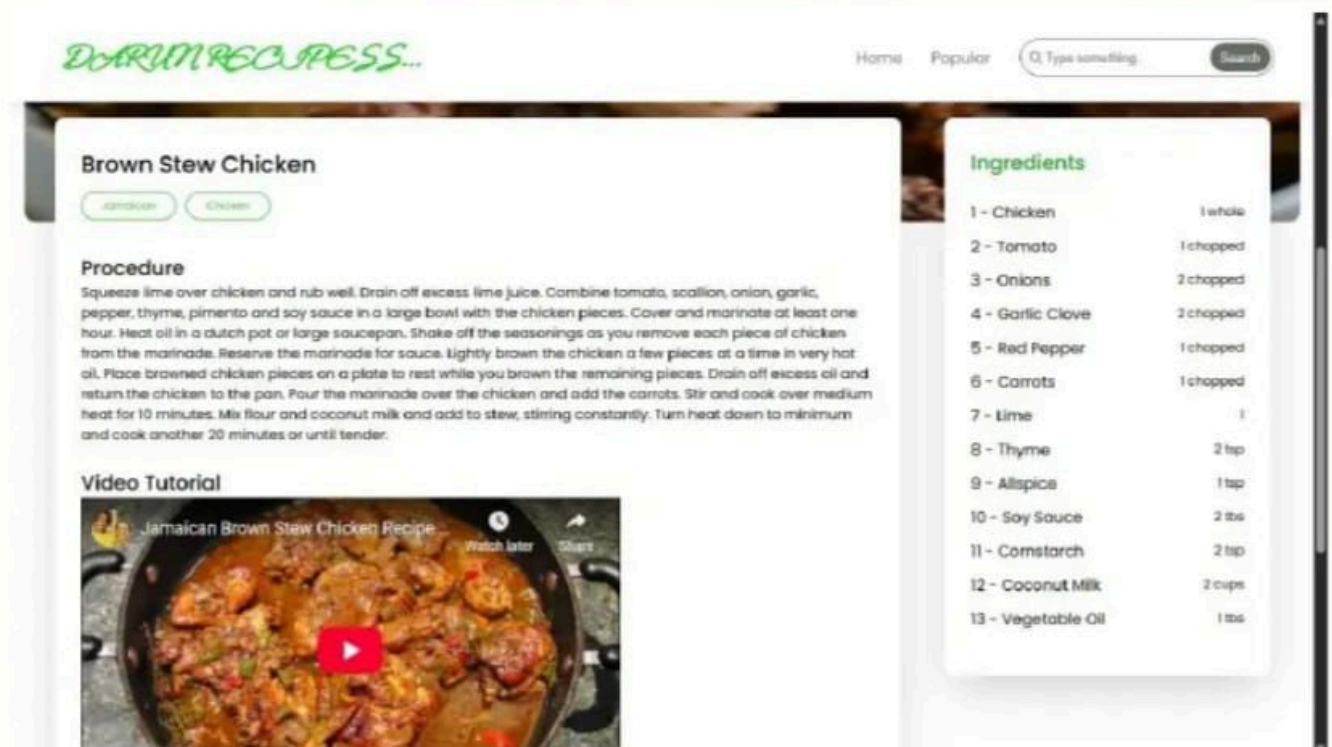 DARUN RECIPESS...
Home Popular Type something Search
Brown Stew Chicken
Jamaican Chicken
Procedure
Squeeze lime over chicken and rub well. Drain off excess lime juice. Combine tomato, scallion, onion, garlic,
pepper, thyme, pimento and soy sauce in a large bowl with the chicken pieces. Cover and marinate at least one
hour. Heat oil in a dutch pot or large saucepan. Shake off the seasonings as you remove each piece of chicken
from the marinade. Reserve the marinade for sauce. Lightly brown the chicken a few pieces at a time in very hot
oil. Place browned chicken pieces on a plate to rest while you brown the remaining pieces. Drain off excess oil and
return the chicken to the pan. Pour the marinade over the chicken and add the carrots. Stir and cook over medium
heat for 10 minutes. Mix flour and coconut milk and add to stew, stirring constantly. Turn heat down to minimum
and cook another 20 minutes or until tender.
Video Tutorial
Jamaican Brown Stew Chicken Recipe...
Watch later Share
Ingredients
1 - Chicken 1 whole
2 - Tomato 1 chopped
3 - Onions 2 chopped
4 - Garlic Clove 2 chopped
5 - Red Pepper 1 chopped
6 - Carrots 1 chopped
7 - Lime 1
8 - Thyme 2 tsp
9 - Allspice 1 tsp
10 - Soy Sauce 2 tbs
11 - Cornstarch 2 tsp
12 - Coconut Milk 2 cups
13 - Vegetable Oil 1 tbs